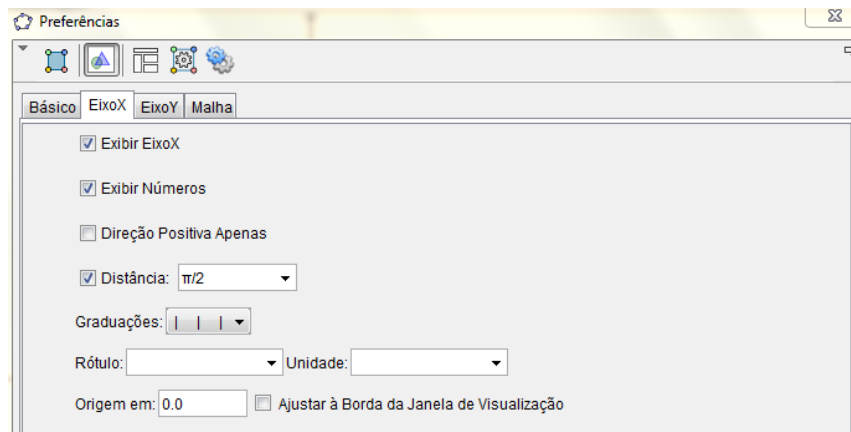 Preferências
Básico EixoX EixoY Malha
Exibir EixoX
Exibir Números
Direção Positiva Apenas
Distância: π/2
Graduações:
Rótulo: Unidade:
Origem em: 0.0 Ajustar à Borda da Janela de Visualização